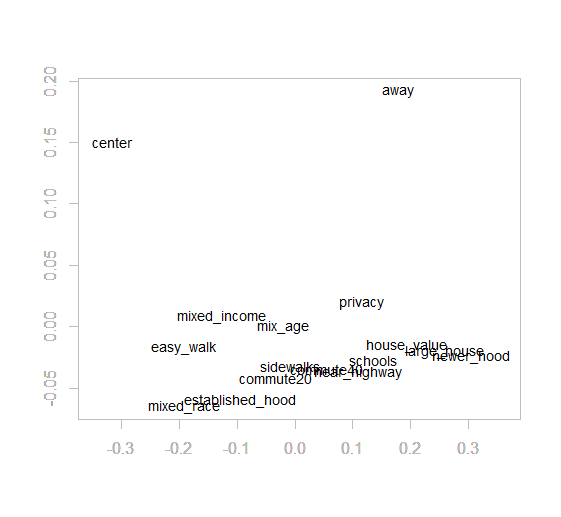 0.20
away
0.15
center
0.10
0.05
privacy
mixed_income
0.00
mix_age
house_value
easy_walk
large_house
newer_hood
schools
sidewalks
commute40
near_highway
commute20
-0.05
established_hood
mixed_race
-0.3 -0.2 -0.1 0.0 0.1 0.2 0.3